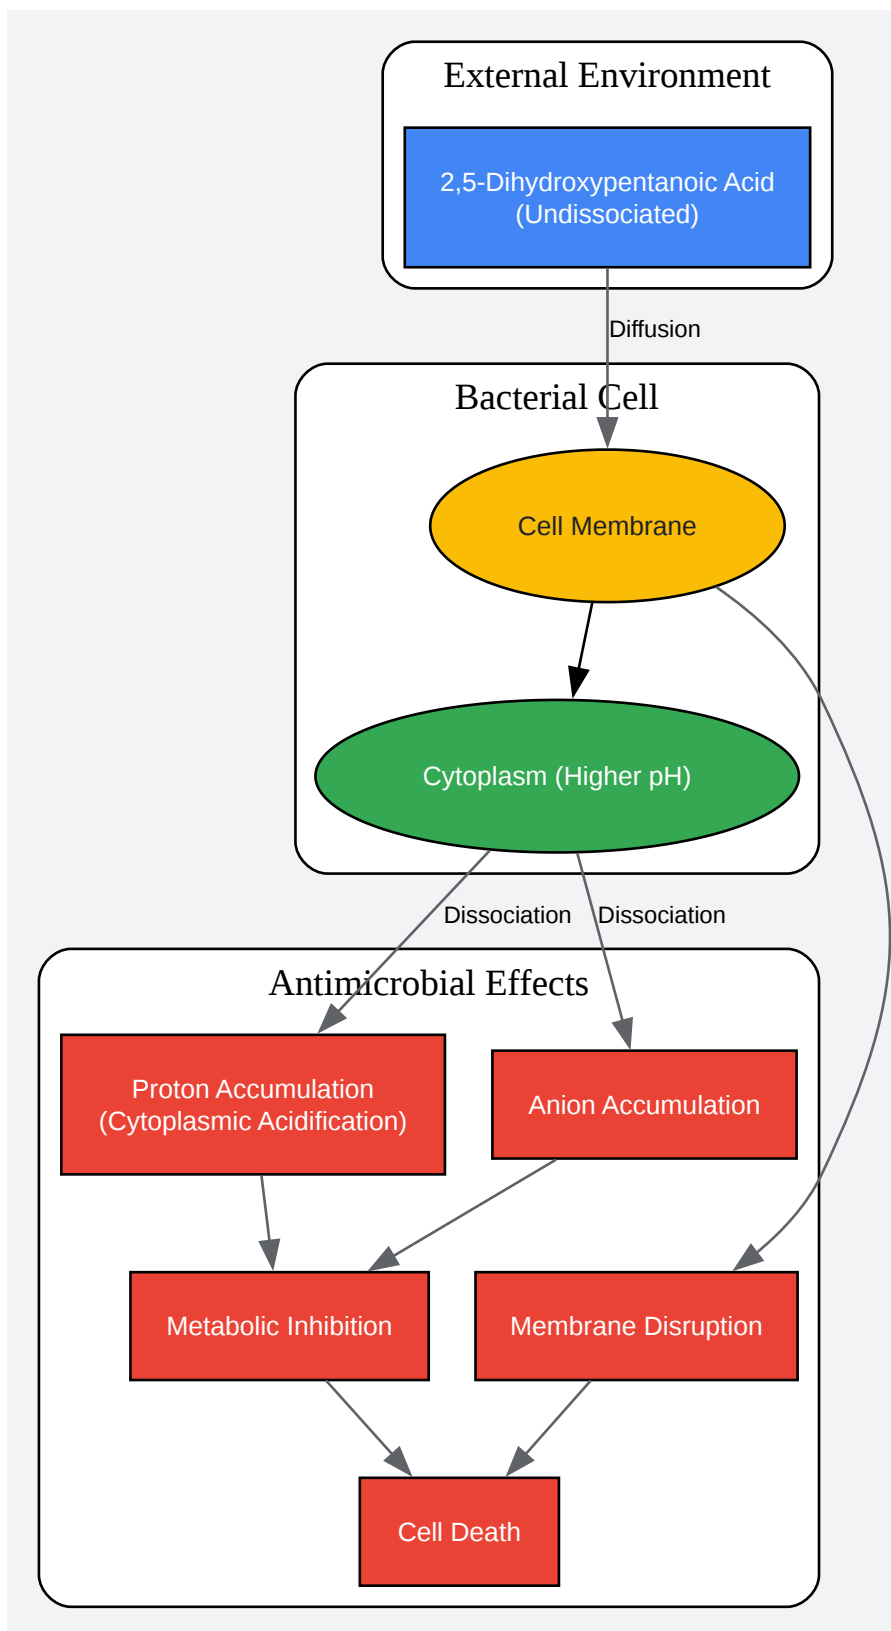 External Environment
2,5-Dihydroxypentanoic Acid
(Undissociated)
Diffusion
Bacterial Cell
Cell Membrane
Cytoplasm (Higher pH)
Dissociation
Dissociation
Antimicrobial Effects
Proton Accumulation
(Cytoplasmic Acidification)
Anion Accumulation
Metabolic Inhibition
Membrane Disruption
Cell Death